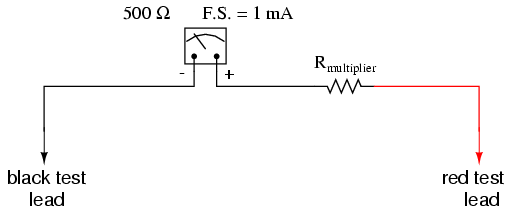 500 Ω F.S. = 1 mA
- +
Rmultiplier
black test
lead
red test
lead